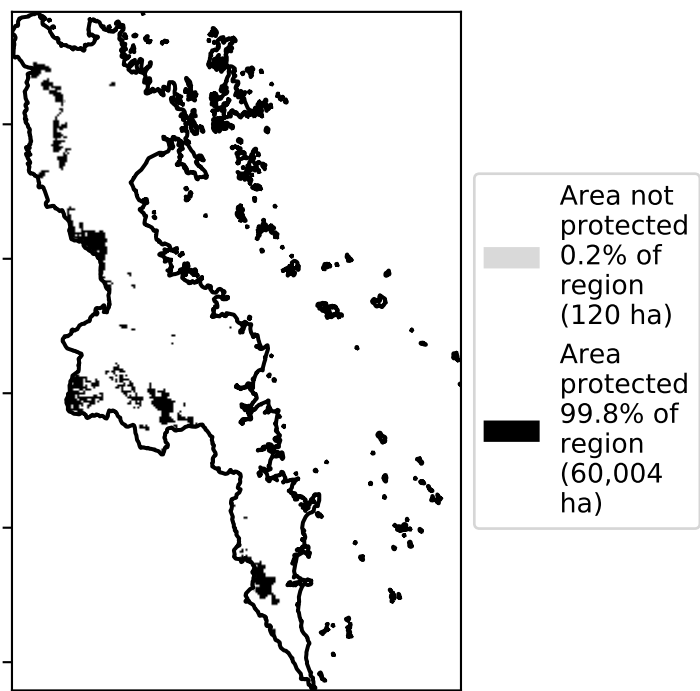 Area not
protected
0.2% of
region
(120 ha)
Area
protected
99.8% of
region
(60,004
ha)